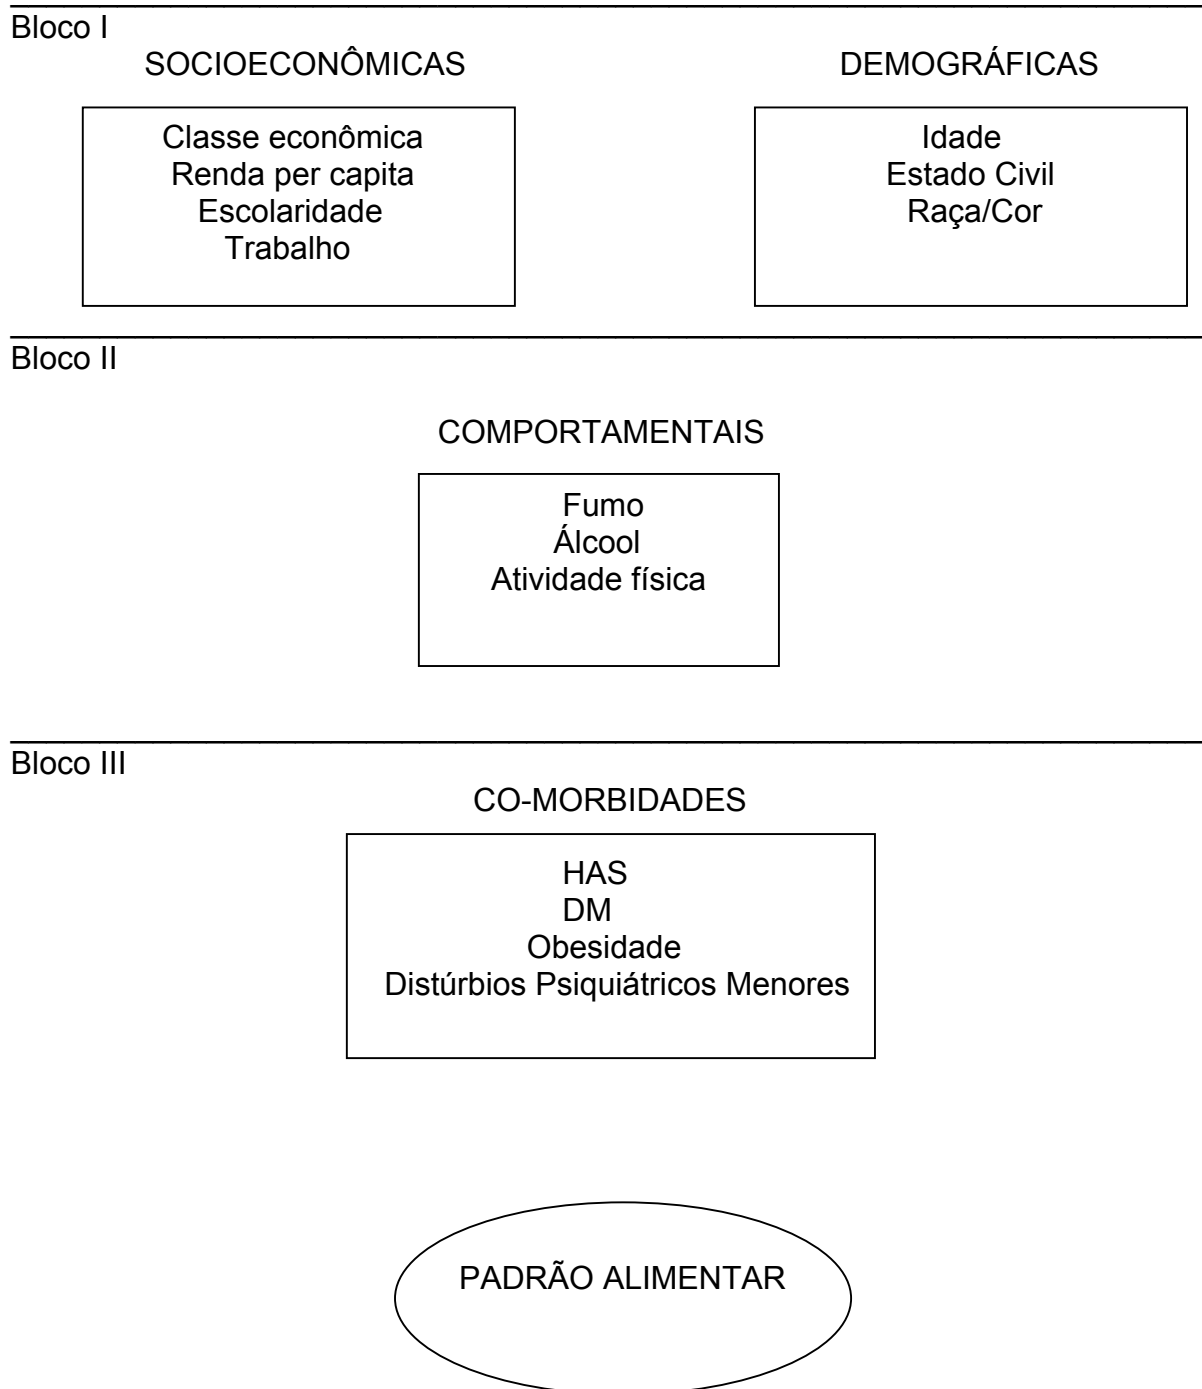 Bloco I
SOCIOECONÔMICAS
DEMOGRÁFICAS
Classe econômica
Renda per capita
Escolaridade
Trabalho
Idade
Estado Civil
Raça/Cor
Bloco II
COMPORTAMENTAIS
Fumo
Álcool
Atividade física
Bloco III
CO-MORBIDADES
HAS
DM
Obesidade
Distúrbios Psiquiátricos Menores
PADRÃO ALIMENTAR